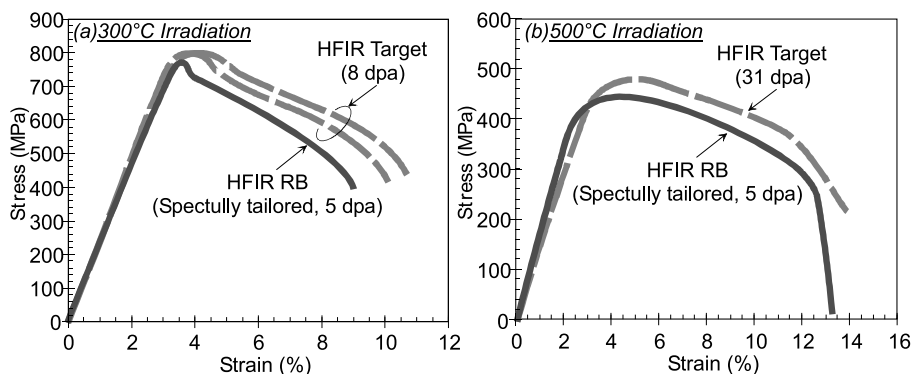 (a)300°C Irradiation
HFIR Target
(8 dpa)
HFIR RB
(Spectully tailored, 5 dpa)
Stress (MPa)
900
800
700
600
500
400
300
200
100
0
0 2 4 6 8 10 12
Strain (%)
(b)500°C Irradiation
HFIR Target
(31 dpa)
HFIR RB
(Spectully tailored, 5 dpa)
Stress (MPa)
600
500
400
300
200
100
0
0 2 4 6 8 10 12 14 16
Strain (%)